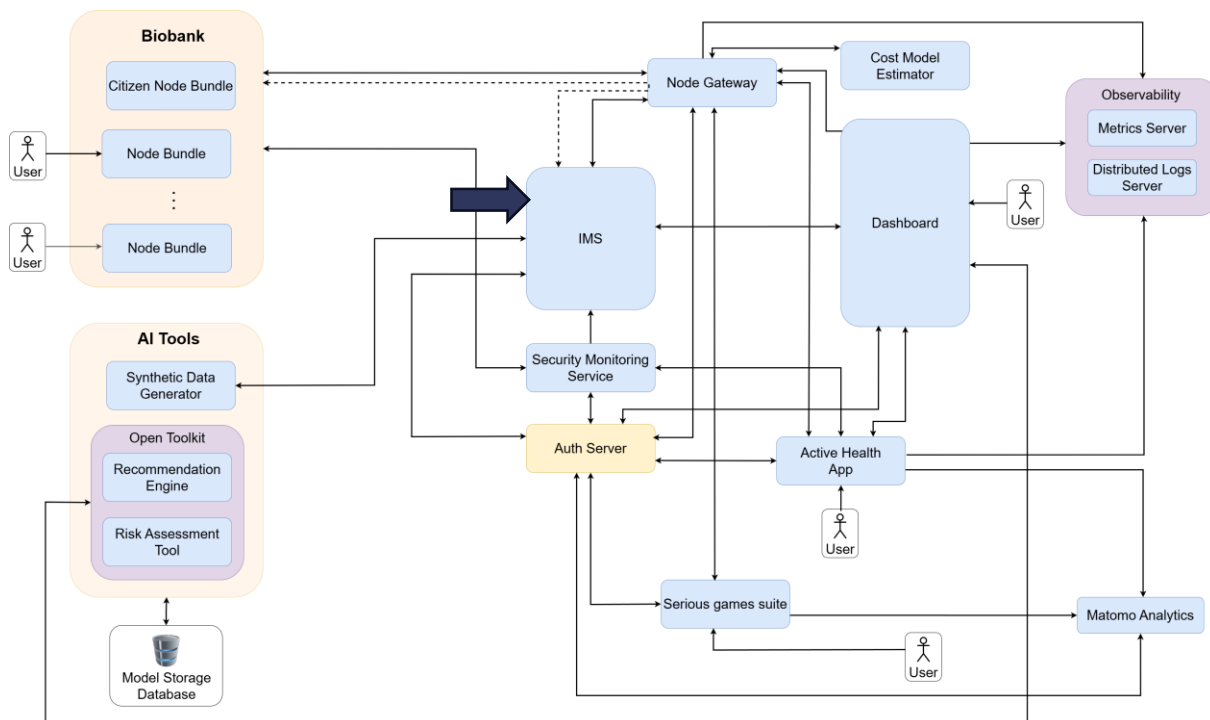 Biobank
Citizen Node Bundle
Node Bundle
User
⋮
Node Bundle
User
AI Tools
Synthetic Data
Generator
Open Toolkit
Recommendation
Engine
Risk Assessment
Tool
Model Storage
Database
Node Gateway
Cost Model
Estimator
Observability
Metrics Server
Distributed Logs
Server
IMS
Dashboard
User
Security Monitoring
Service
Auth Server
Active Health
App
User
Serious games suite
User
Matomo Analytics